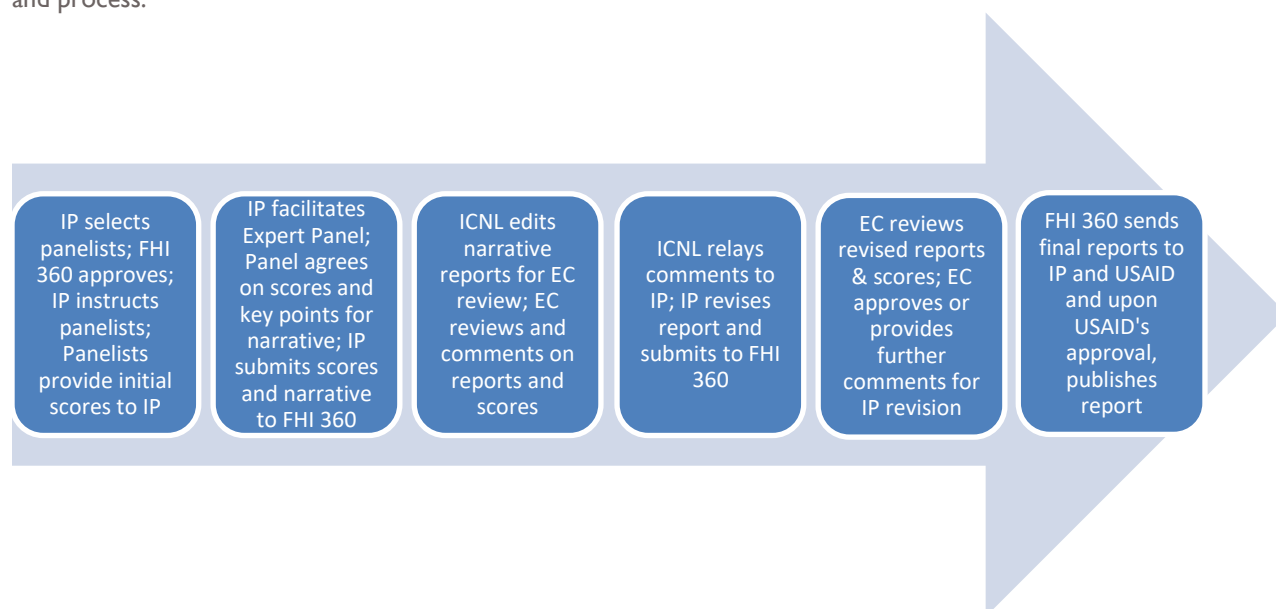 and process.
IP selects
panelists; FHI
360 approves;
IP instructs
panelists;
Panelists
provide initial
scores to IP
IP facilitates
Expert Panel;
Panel agrees
on scores and
key points for
narrative; IP
submits scores
and narrative
to FHI 360
ICNL edits
narrative
reports for EC
review; EC
reviews and
comments on
reports and
scores
ICNL relays
comments to
IP; IP revises
report and
submits to FHI
360
EC reviews
revised reports
& scores; EC
approves or
provides
further
comments for
IP revision
FHI 360 sends
final reports to
IP and USAID
and upon
USAID's
approval,
publishes
report